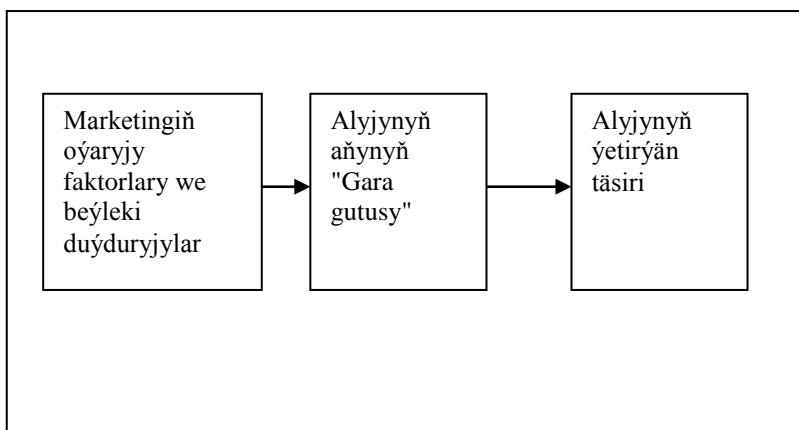 Marketingiň
oýaryjy
faktorlary we
beýleki
duýduryjylar
Alyjynyň
aňynyň
"Gara
gutusy"
Alyjynyň
ýetirýän
täsiri